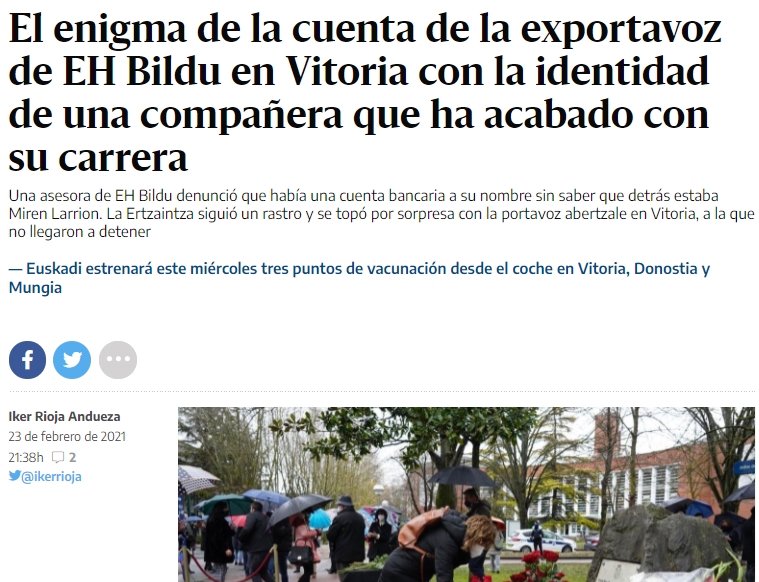 El enigma de la cuenta de la exportavoz
de EH Bildu en Vitoria con la identidad
de una compañera que ha acabado con
su carrera
Una asesora de EH Bildu denunció que había una cuenta bancaria a su nombre sin saber que detrás estaba
Miren Larrion. La Ertzaintza siguió un rastro y se topó por sorpresa con la portavoz abertzale en Vitoria, a la que
no llegaron a detener
— Euskadi estrenará este miércoles tres puntos de vacunación desde el coche en Vitoria, Donostia y
Mungia
Iker Rioja Andueza
23 de febrero de 2021
21:38h 2
@ikerrioja